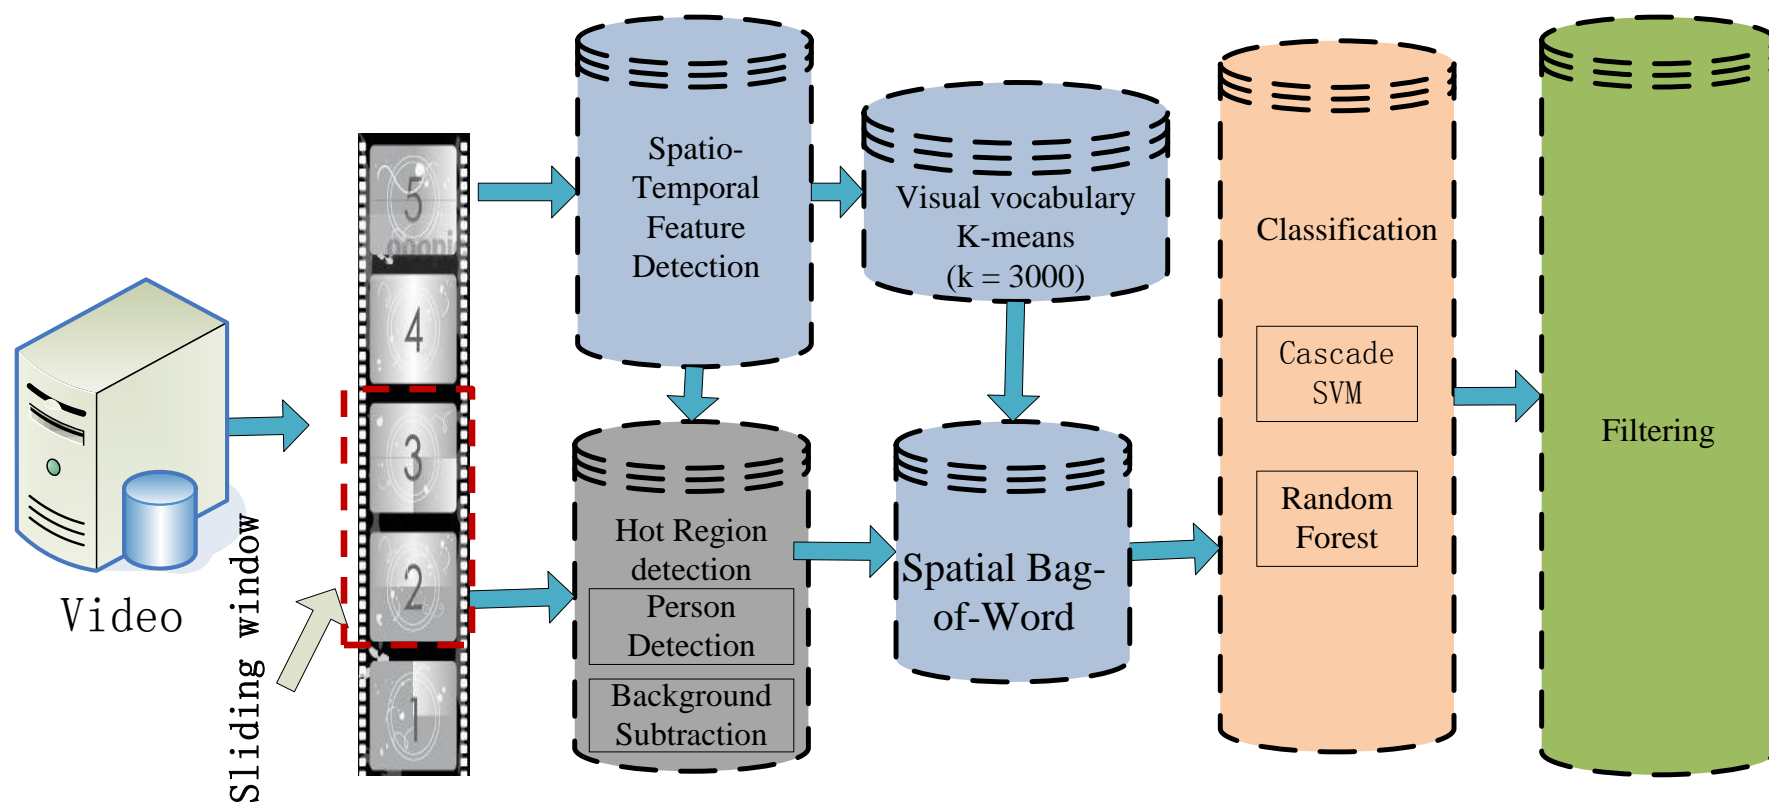 Video
Sliding window
5
4
3
2
1
Spatio-
Temporal
Feature
Detection
Visual vocabulary
K-means
(k = 3000)
Hot Region
detection
Person
Detection
Background
Subtraction
Spatial Bag-
of-Word
Classification
Cascade
SVM
Random
Forest
Filtering